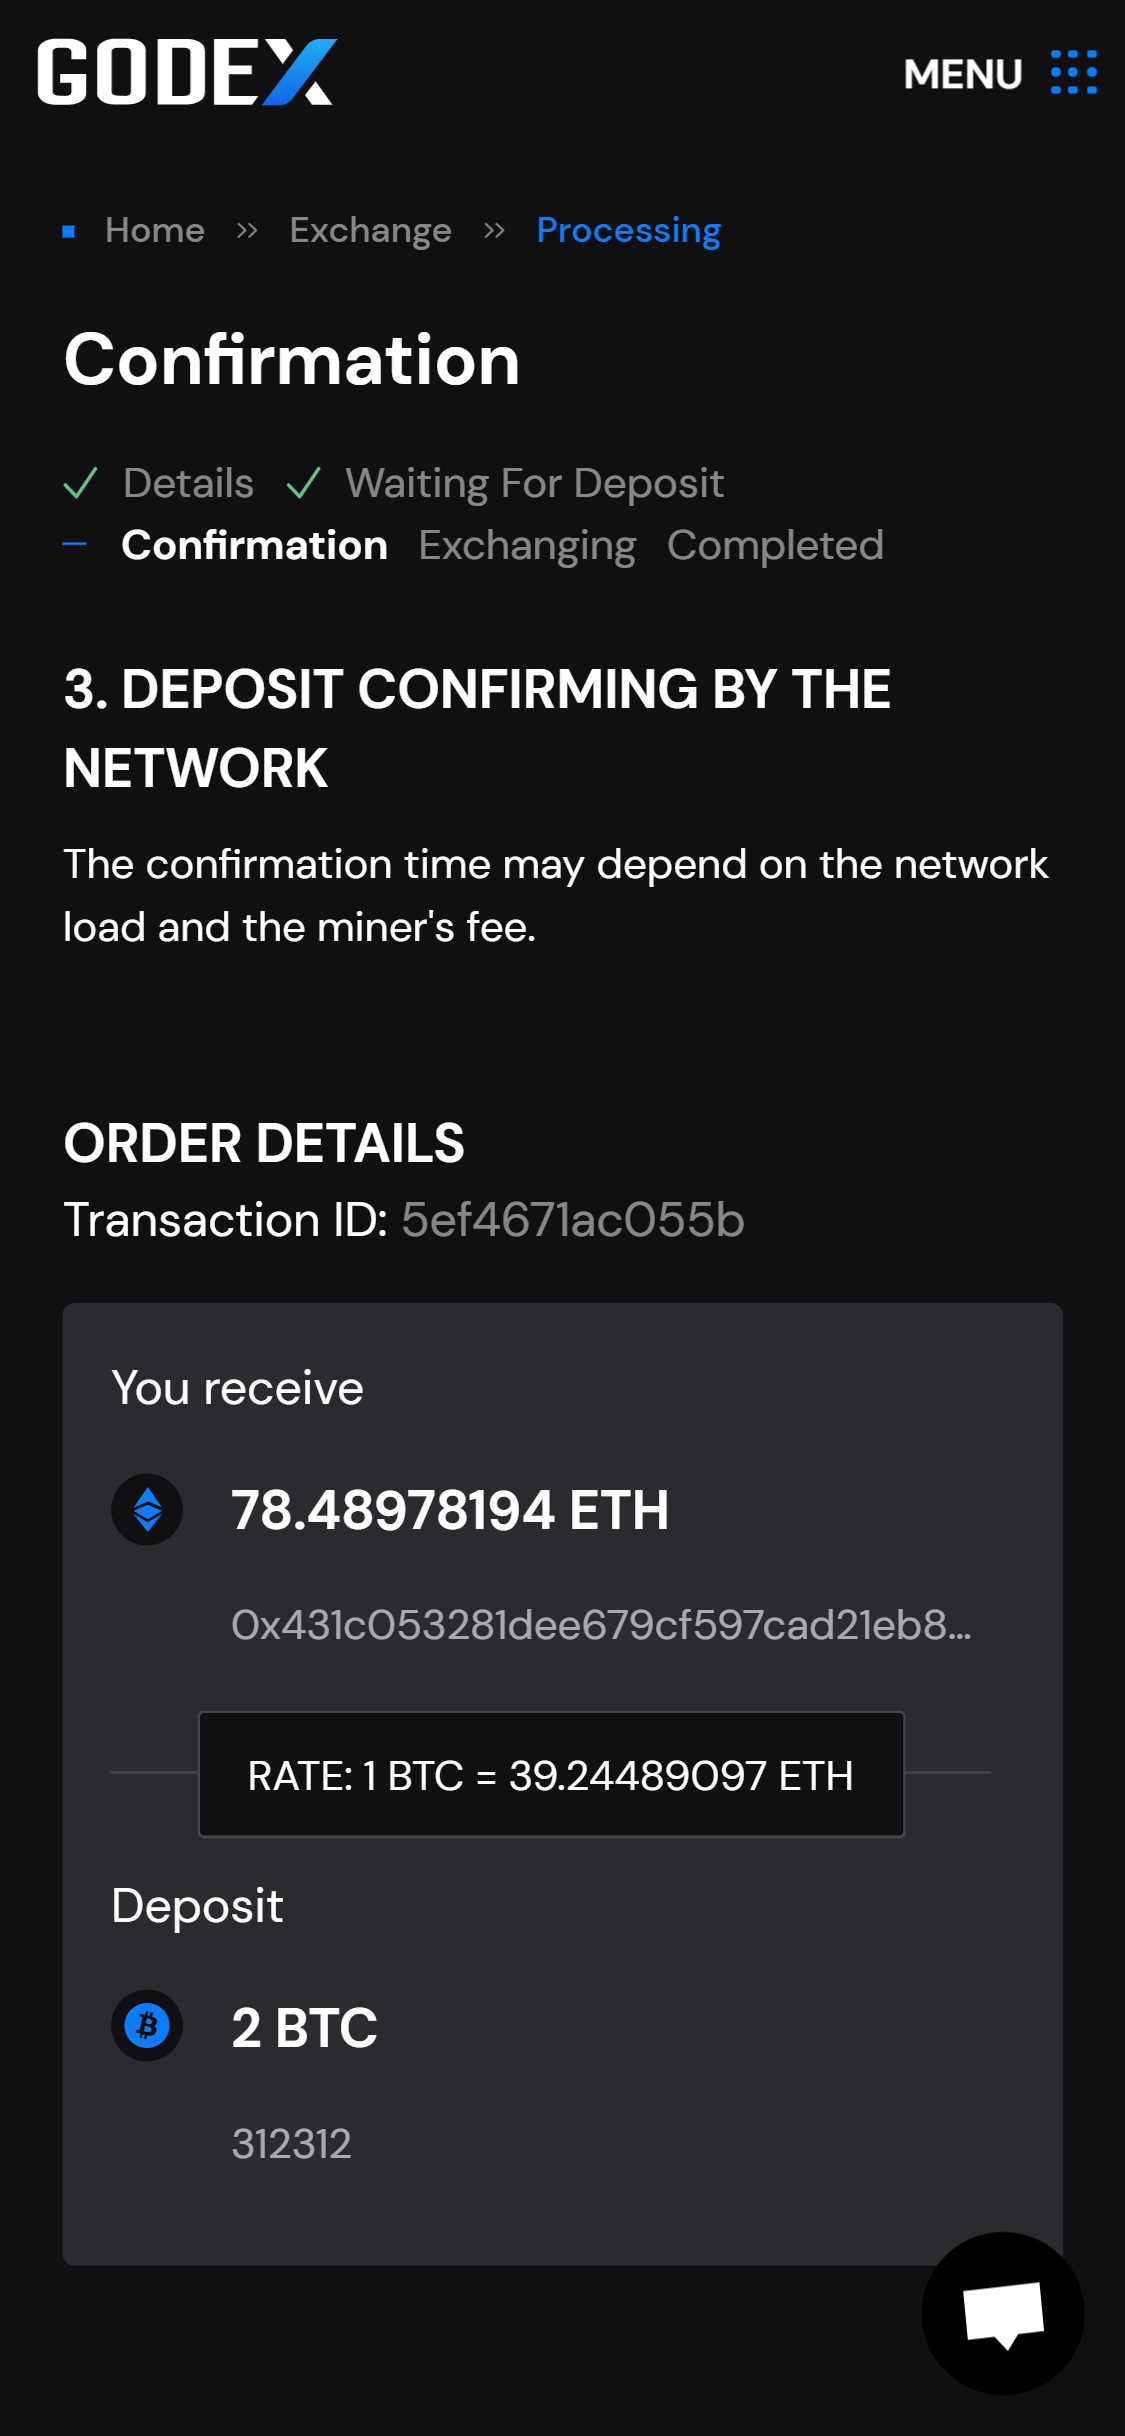 GODEX
MENU
Home » Exchange » Processing
Confirmation
Details Waiting For Deposit
Confirmation Exchanging Completed
3. DEPOSIT CONFIRMING BY THE
NETWORK
The confirmation time may depend on the network
load and the miner's fee.
ORDER DETAILS
Transaction ID: 5ef4671ac055b
You receive
78.48978194 ETH
0x431c053281dee679cf597cad21eb8...
RATE: 1 BTC = 39.24489097 ETH
Deposit
2 BTC
312312